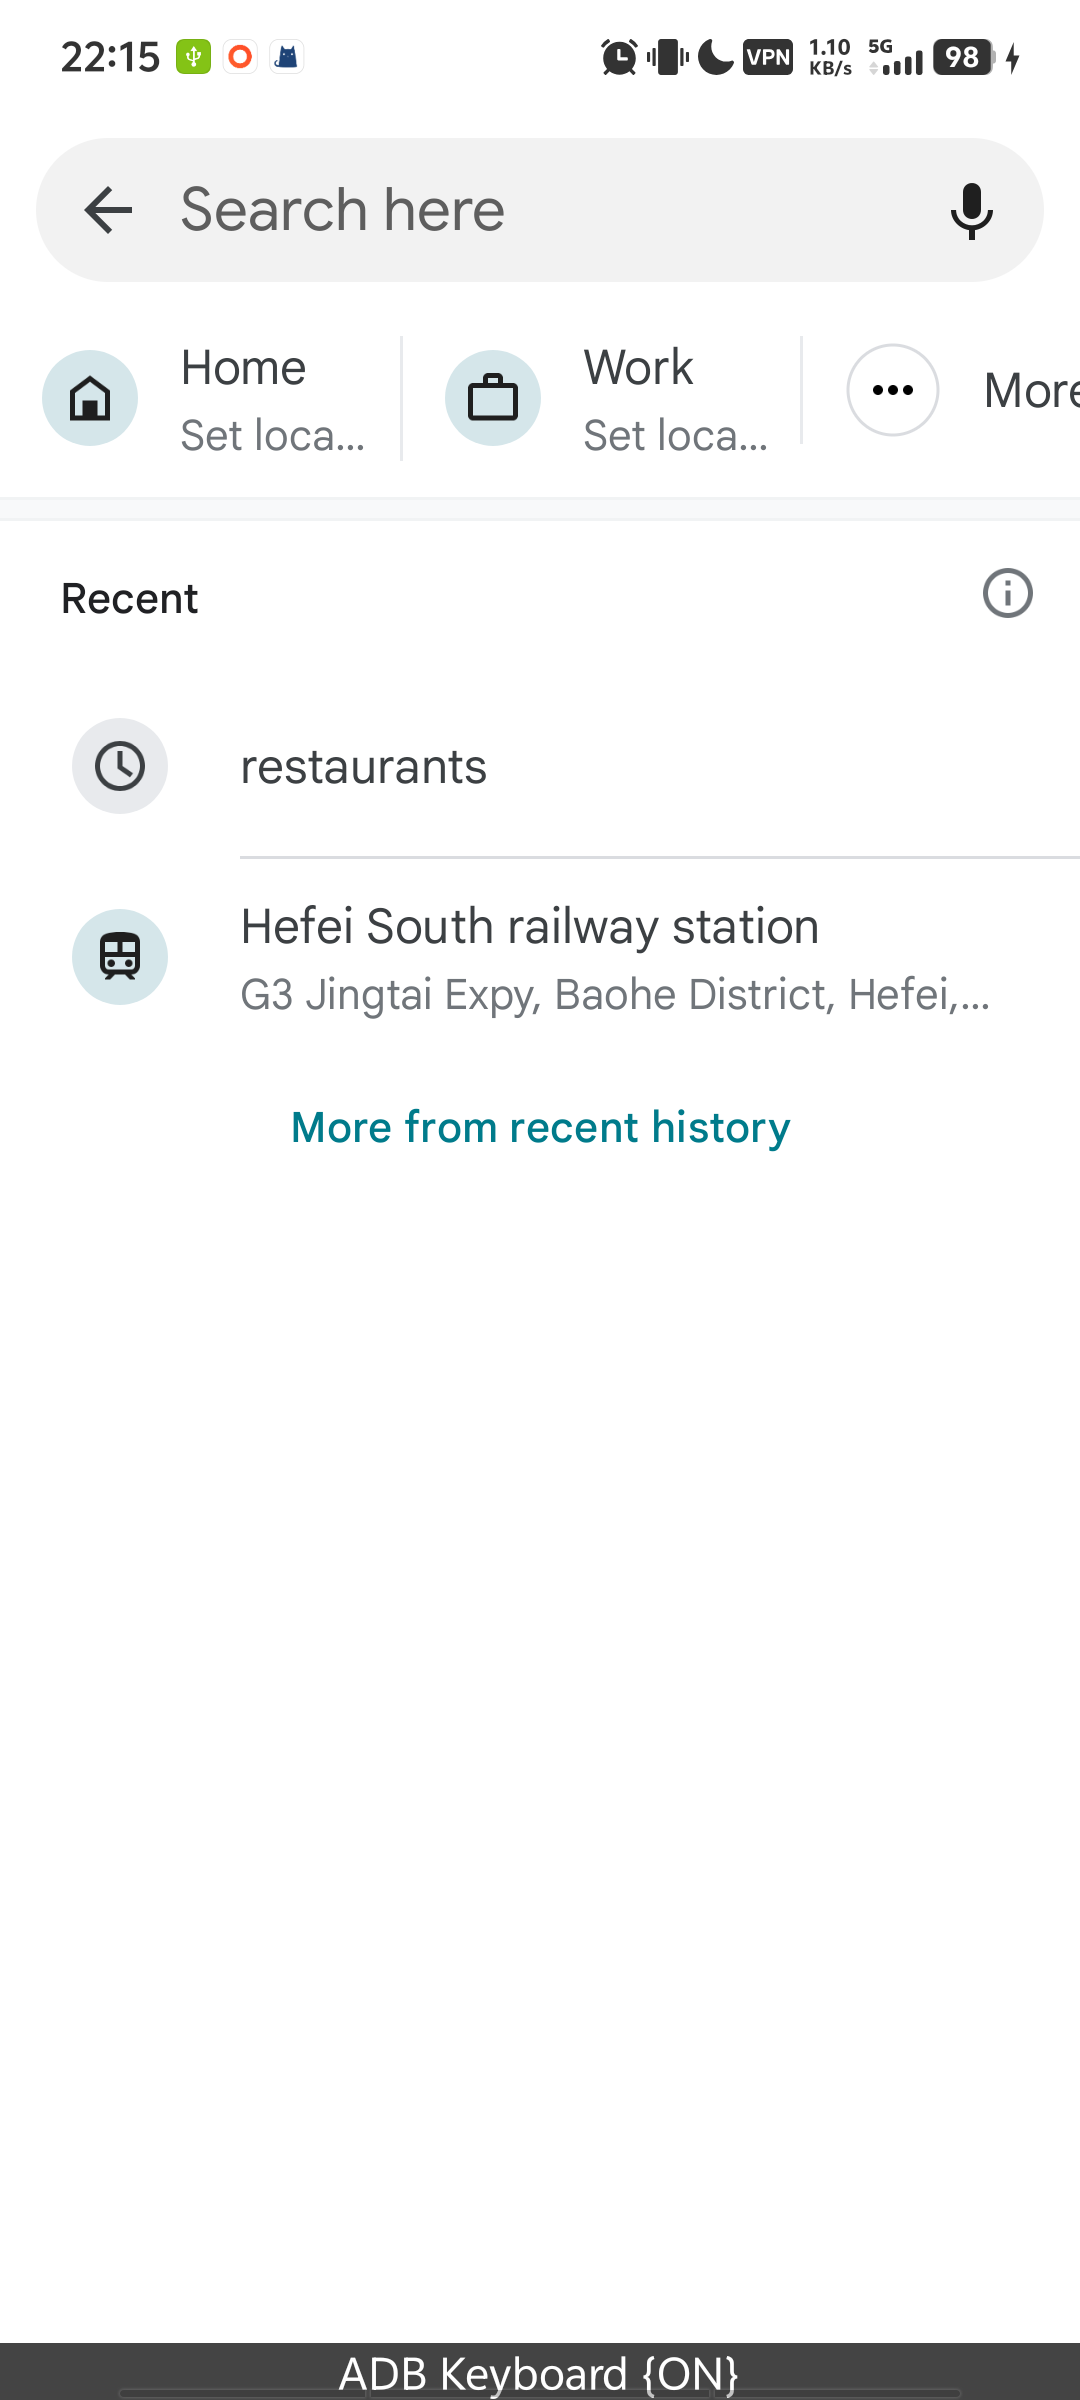 22:15
VPN
1.10
KB/s
5G
98
Search here
Home
Set loca...
Work
Set loca...
More
Recent
restaurants
Hefei South railway station
G3 Jingtai Expy, Baohe District, Hefei,...
More from recent history
ADB Keyboard {ON}